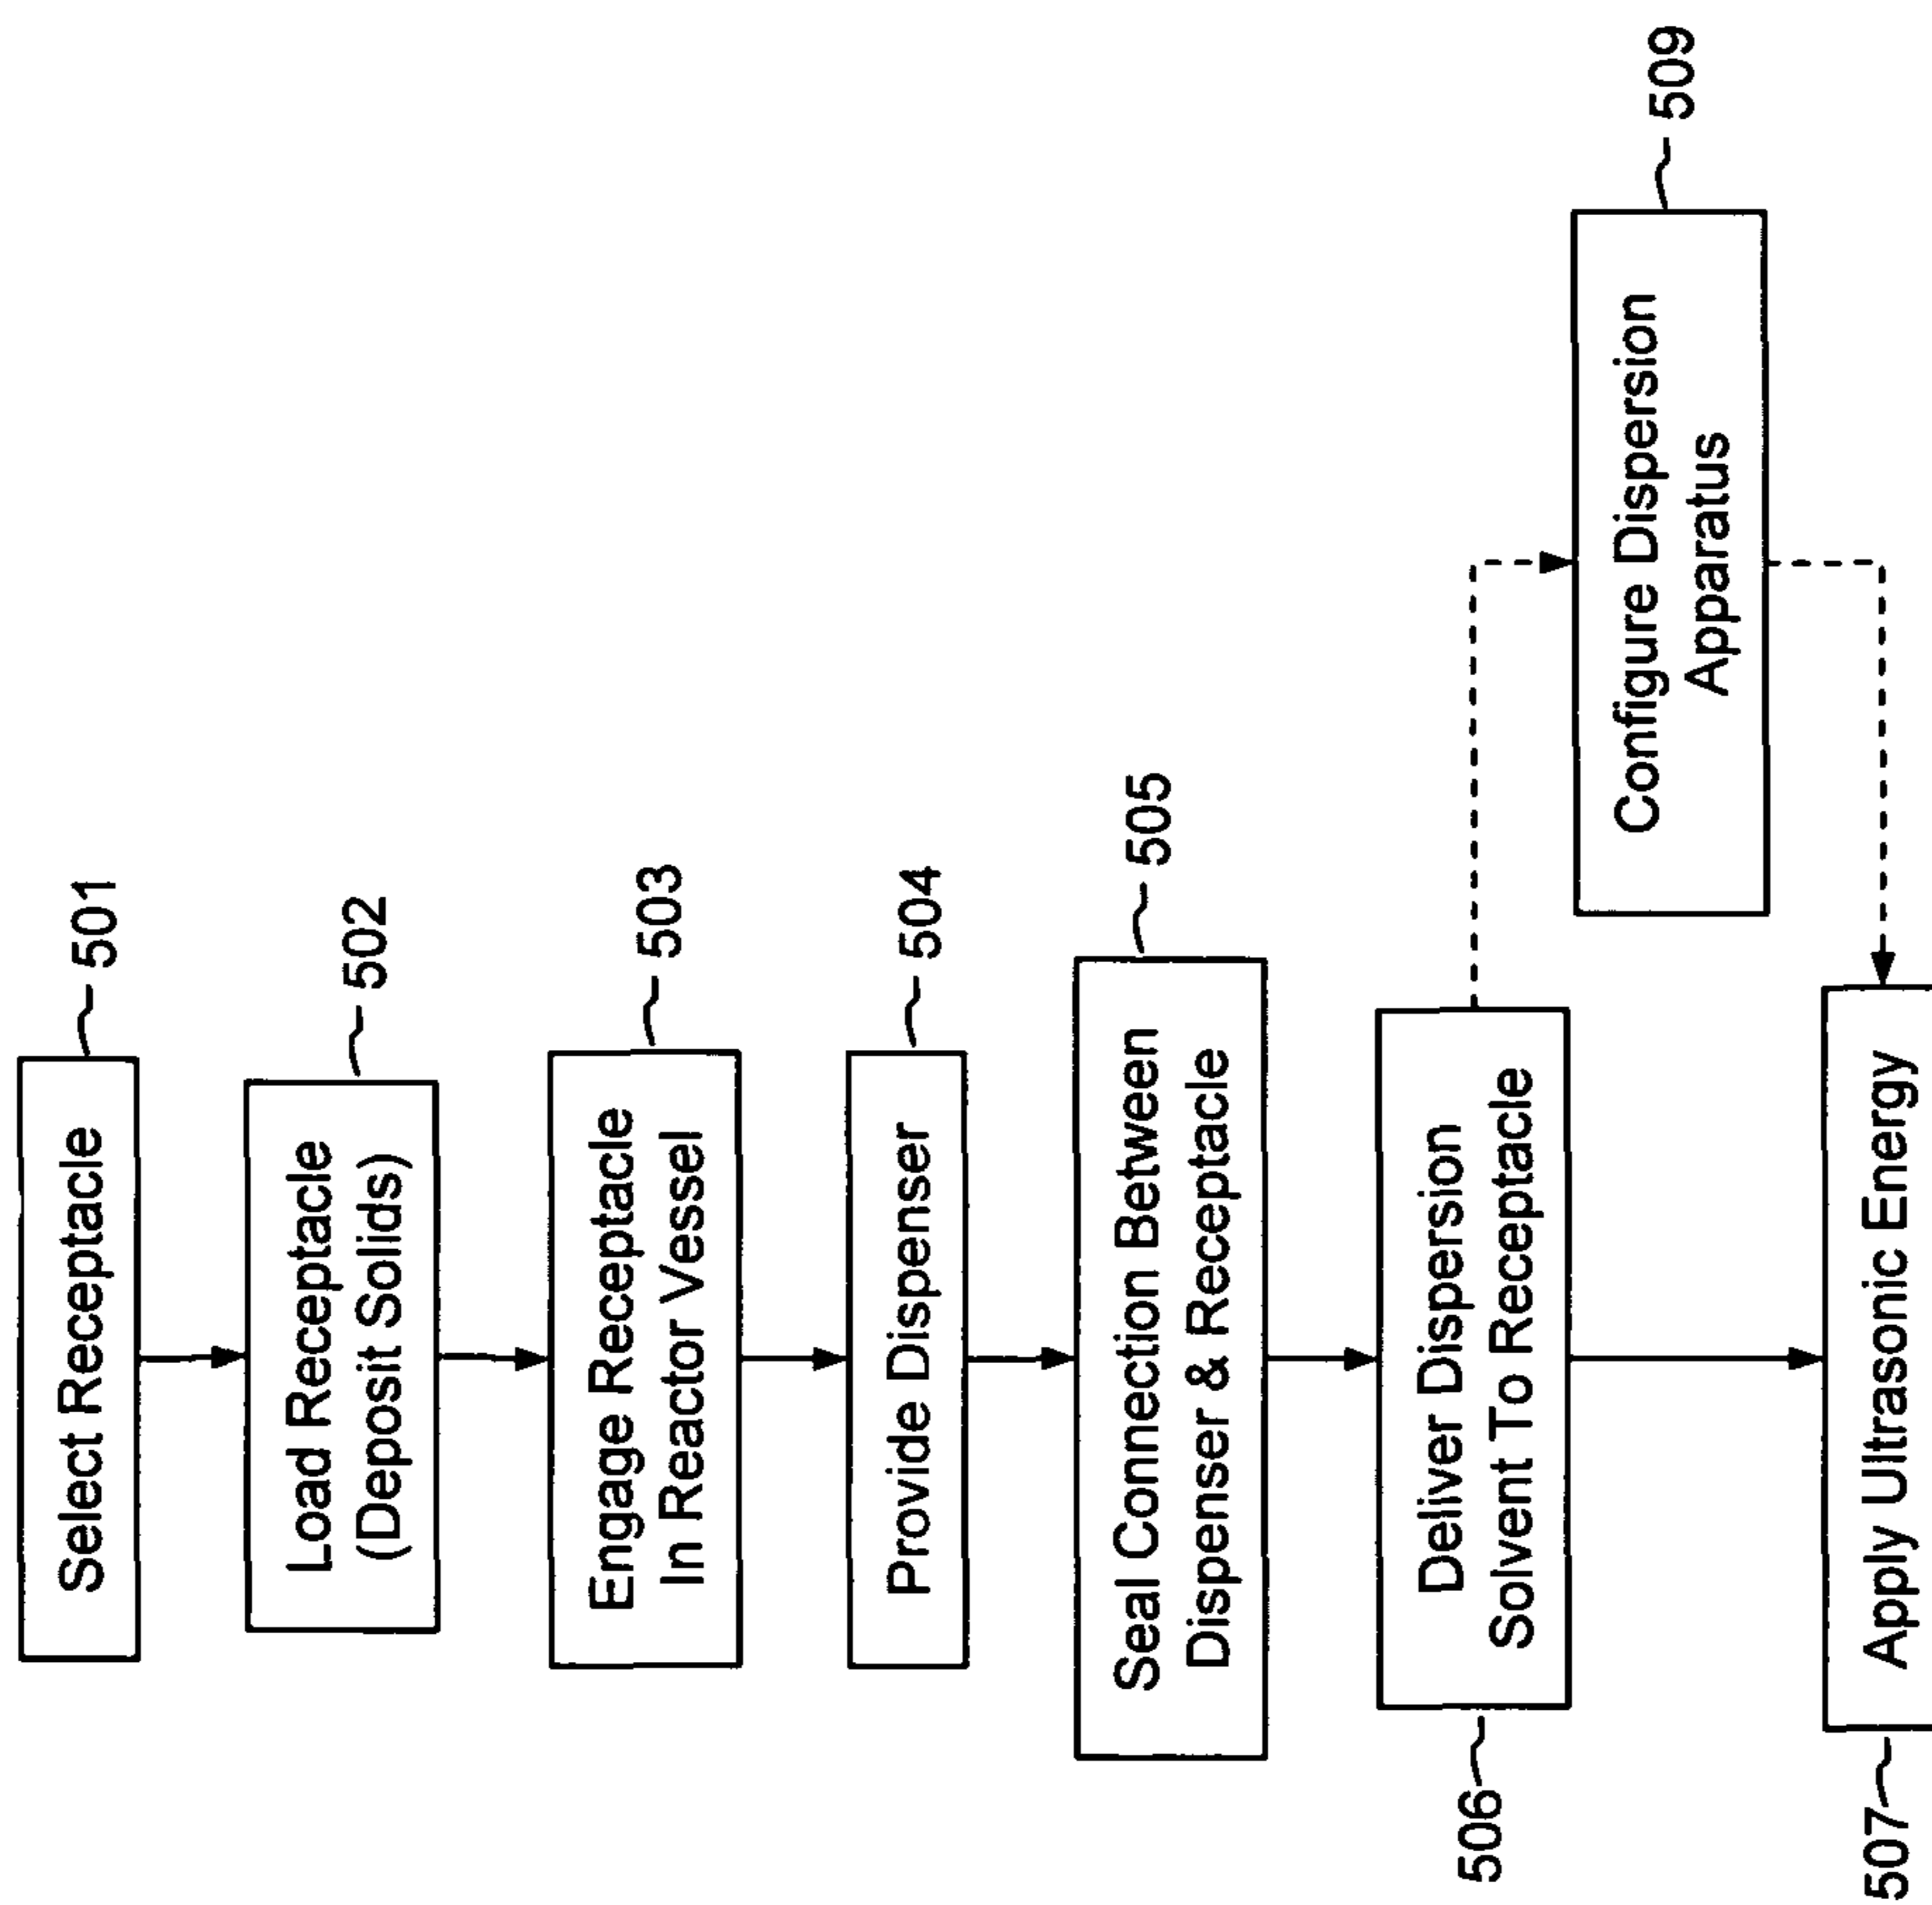 Select Receptacle
501
Load Receptacle
(Deposit Solids)
502
Engage Receptacle
In Reactor Vessel
503
Provide Dispenser
504
Seal Connection Between
Dispenser & Receptacle
505
Deliver Dispersion
Solvent To Receptacle
506
Configure Dispersion
Apparatus
509
Apply Ultrasonic Energy
507